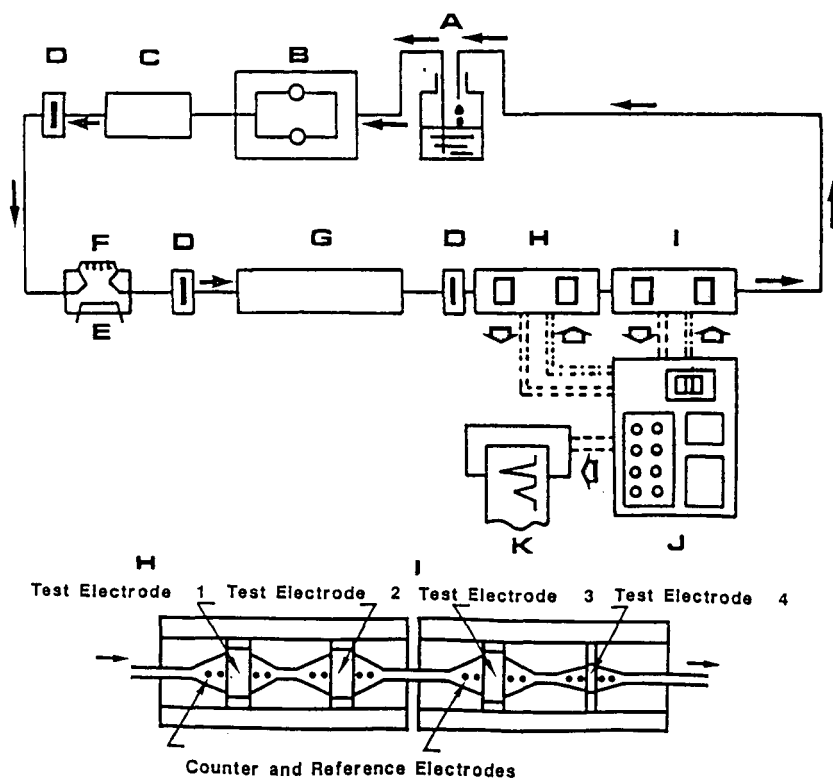 A
D C B
F
E
D G D H I
K J
H I
Test Electrode 1 Test Electrode 2 Test Electrode 3 Test Electrode 4
Counter and Reference Electrodes